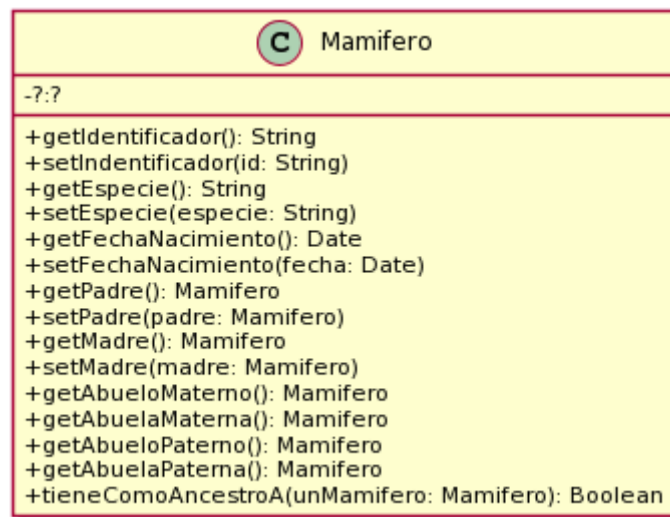 C Mamifero
-?:?
+getIdentificador(): String
+setIndentificador(id: String)
+getEspecie(): String
+setEspecie(especie: String)
+getFechaNacimiento(): Date
+setFechaNacimiento(fecha: Date)
+getPadre(): Mamifero
+setPadre(padre: Mamifero)
+getMadre(): Mamifero
+setMadre(madre: Mamifero)
+getAbueloMaterno(): Mamifero
+getAbuelaMaterna(): Mamifero
+getAbueloPaterno(): Mamifero
+getAbuelaPaterna(): Mamifero
+tieneComoAncestroA(unMamifero: Mamifero): Boolean